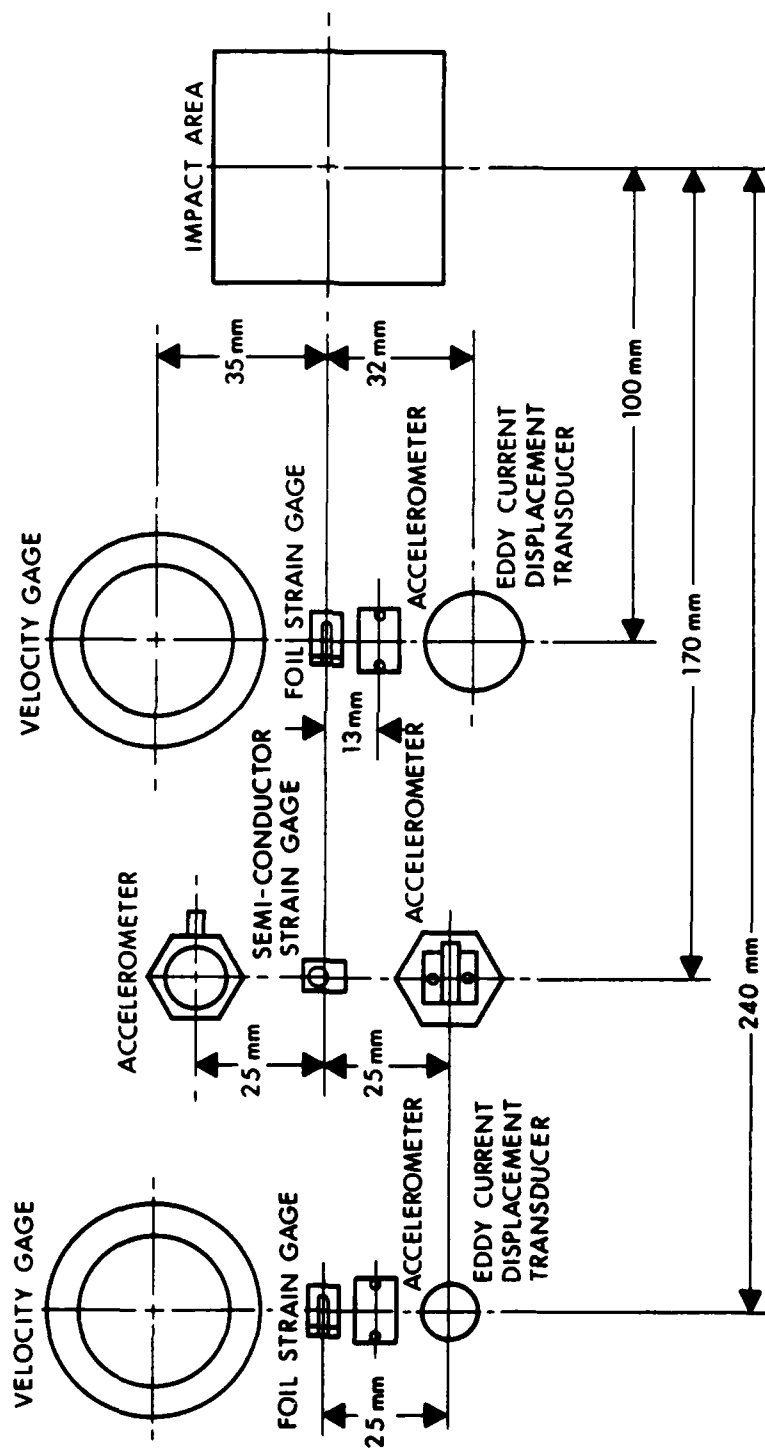 VELOCITY GAGE
FOIL STRAIN GAGE
25 mm
ACCELEROMETER
EDDY CURRENT
DISPLACEMENT
TRANSDUCER
ACCELEROMETER
25 mm
SEMI-CONDUCTOR
STRAIN GAGE
25 mm
ACCELEROMETER
VELOCITY GAGE
FOIL STRAIN GAGE
13 mm
ACCELEROMETER
EDDY CURRENT
DISPLACEMENT
TRANSDUCER
35 mm
32 mm
IMPACT AREA
100 mm
170 mm
240 mm